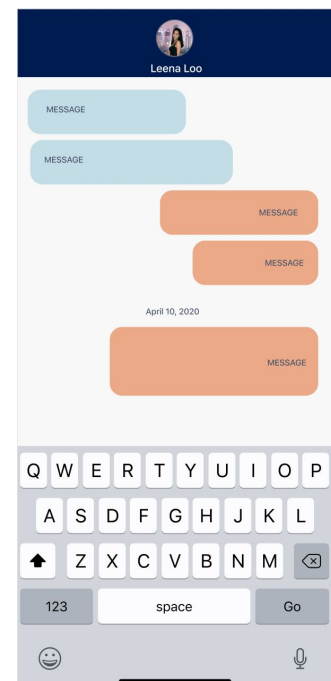 Leena Loo
MESSAGE
MESSAGE
MESSAGE
MESSAGE
April 10, 2020
MESSAGE
Q W E R T Y U I O P
A S D F G H J K L
Z X C V B N M
123 space Go